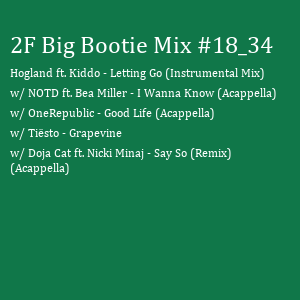 2F Big Bootie Mix #18_34
Hogland ft. Kiddo - Letting Go (Instrumental Mix)
w/ NOTD ft. Bea Miller - I Wanna Know (Acappella)
w/ OneRepublic - Good Life (Acappella)
w/ Tiësto - Grapevine
w/ Doja Cat ft. Nicki Minaj - Say So (Remix)
(Acappella)